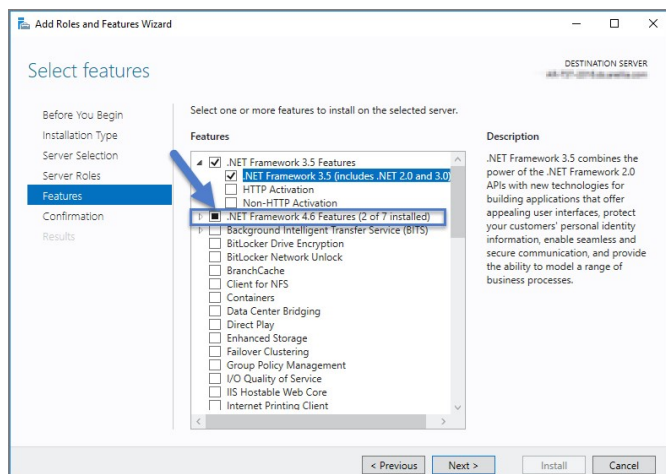 Add Roles and Features Wizard
Select features
DESTINATION SERVER
Before You Begin
Installation Type
Server Selection
Server Roles
Features
Confirmation
Results
Select one or more features to install on the selected server.
Features
.NET Framework 3.5 Features
.NET Framework 3.5 (includes .NET 2.0 and 3.0)
HTTP Activation
Non-HTTP Activation
.NET Framework 4.6 Features (2 of 7 installed)
Background Intelligent Transfer Service (BITS)
BitLocker Drive Encryption
BitLocker Network Unlock
BranchCache
Client for NFS
Containers
Data Center Bridging
Direct Play
Enhanced Storage
Failover Clustering
Group Policy Management
I/O Quality of Service
IIS Hostable Web Core
Internet Printing Client
Description
.NET Framework 3.5 combines the
power of the .NET Framework 2.0
APIs with new technologies for
building applications that offer
appealing user interfaces, protect
your customers' personal identity
information, enable seamless and
secure communication, and provide
the ability to model a range of
business processes.
< Previous
Next >
Install
Cancel